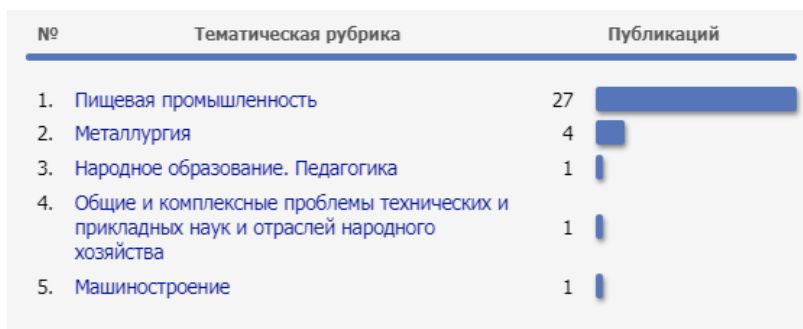 № Тематическая рубрика Публикаций
1. Пищевая промышленность 27
2. Металлургия 4
3. Народное образование. Педагогика 1
4. Общие и комплексные проблемы технических и
прикладных наук и отраслей народного 1
хозяйства
5. Машиностроение 1